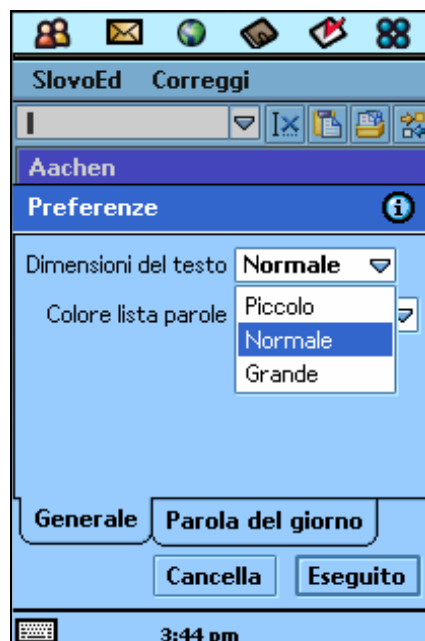 SlovoEd Correggi
Aachen
Preferenze
Dimensioni del testo Normale
Colore lista parole
Piccolo
Normale
Grande
Generale Parola del giorno
Cancella Eseguito
3:44 pm